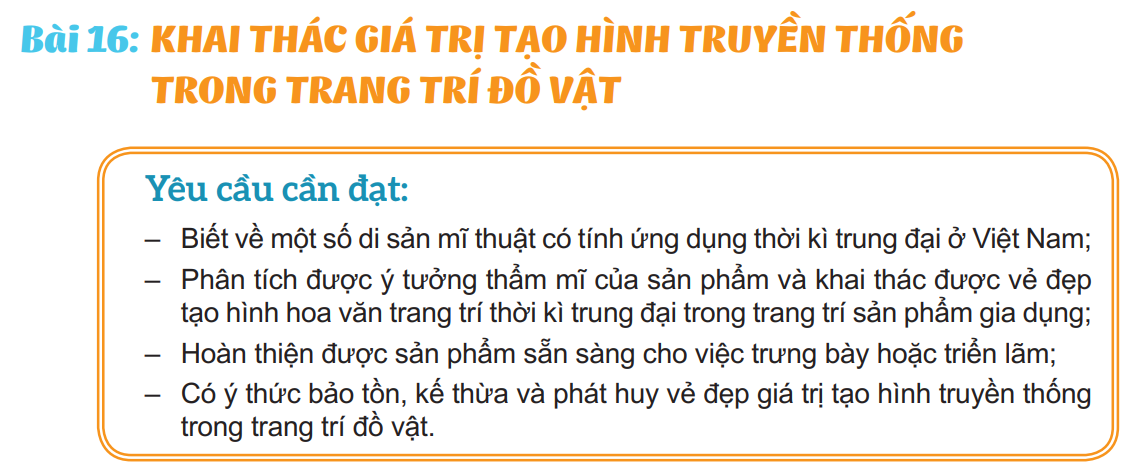 Bài 16: KHAI THÁC GIÁ TRỊ TẠO HÌNH TRUYỀN THỐNG
TRONG TRANG TRÍ ĐỒ VẬT
Yêu cầu cần đạt:
– Biết về một số di sản mĩ thuật có tính ứng dụng thời kì trung đại ở Việt Nam;
– Phân tích được ý tưởng thẩm mĩ của sản phẩm và khai thác được vẻ đẹp
tạo hình hoa văn trang trí thời kì trung đại trong trang trí sản phẩm gia dụng;
– Hoàn thiện được sản phẩm sẵn sàng cho việc trưng bày hoặc triển lãm;
– Có ý thức bảo tồn, kế thừa và phát huy vẻ đẹp giá trị tạo hình truyền thống
trong trang trí đồ vật.